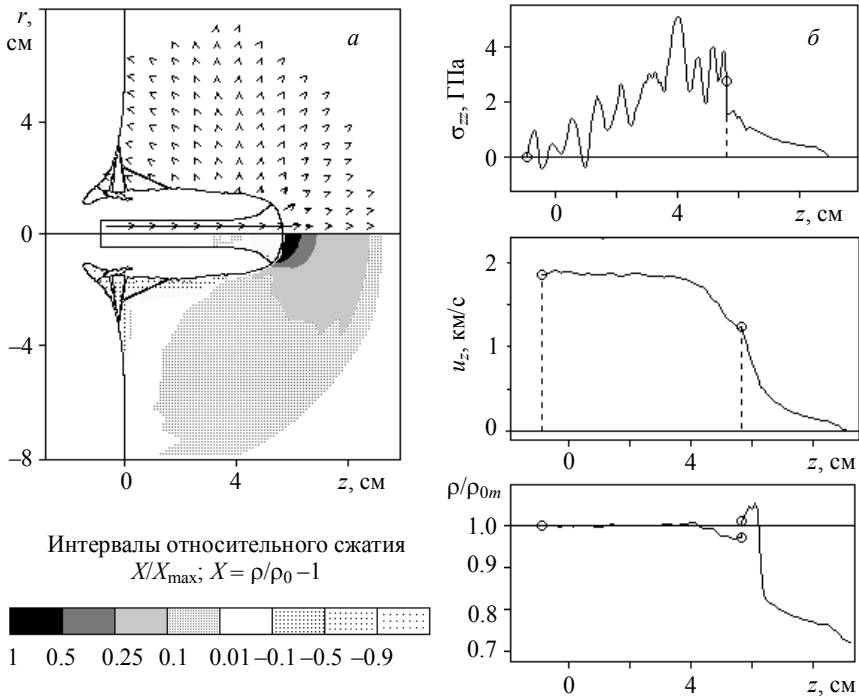 r,
см
а
4
0
−4
−8
0
4
z, см
Интервалы относительного сжатия
X/Xmax; X = ρ/ρ0 −1
1 0.5 0.25 0.1 0.01 −0.1 −0.5 −0.9
б
σzz, ГПа
4
2
0
0
4
z, см
uz, км/с
2
1
0
0
4
z, см
ρ/ρ0m
1.0
0.9
0.8
0.7
0
4
z, см